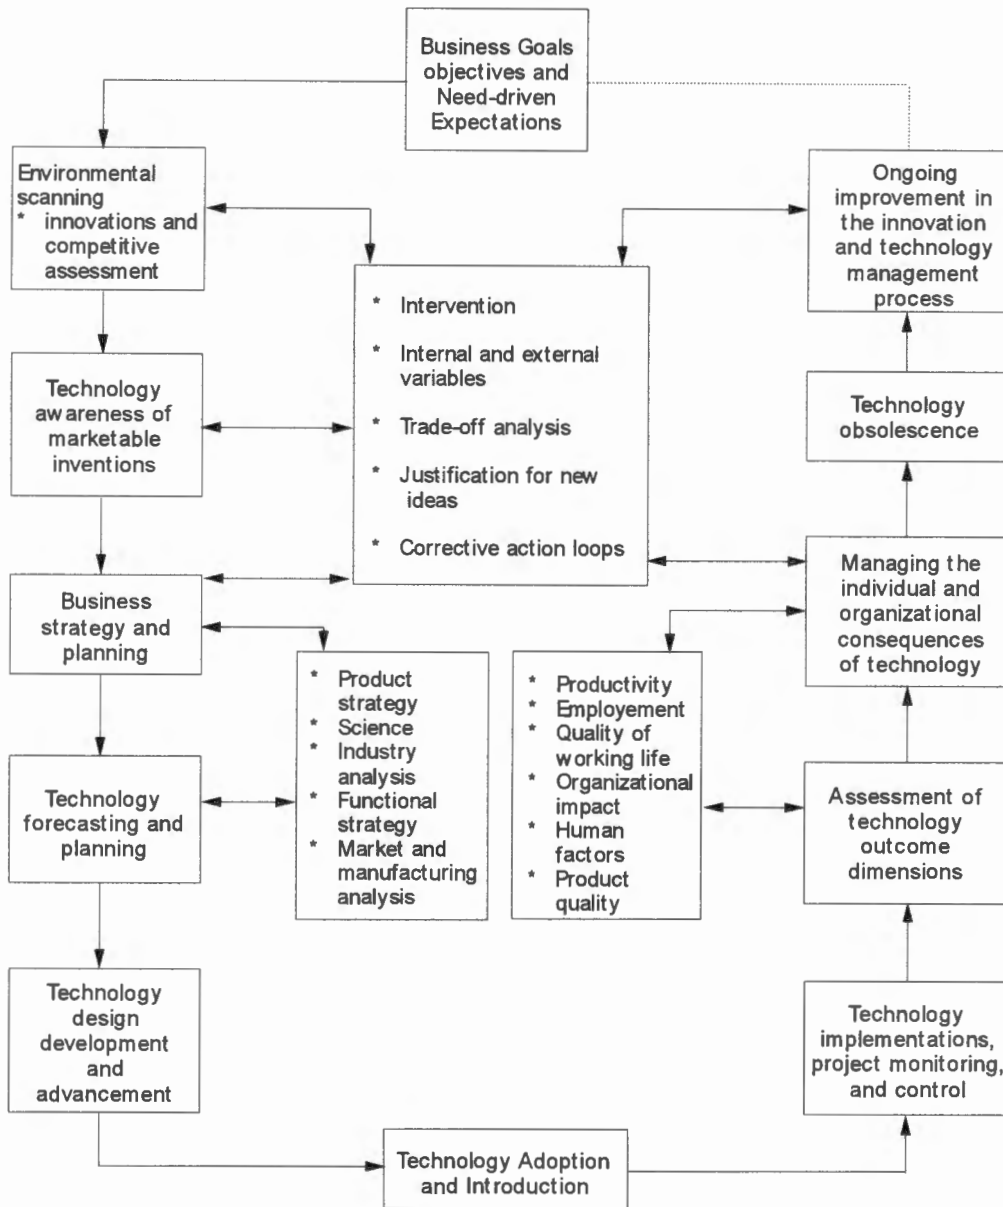 Business Goals
objectives and
Need-driven
Expectations
Environmental
scanning
* innovations and
competitive
assessment
Ongoing
improvement in
the innovation
and technology
management
process
* Intervention
* Internal and external
variables
* Trade-off analysis
* Justification for new
ideas
* Corrective action loops
Technology
awareness of
marketable
inventions
Technology
obsolescence
Managing the
individual and
organizational
consequences
of technology
Business
strategy and
planning
* Product
strategy
* Science
* Industry
analysis
* Functional
strategy
* Market and
manufacturing
analysis
* Productivity
* Employement
* Quality of
working life
* Organizational
impact
* Human
factors
* Product
quality
Technology
forecasting and
planning
Assessment of
technology
outcome
dimensions
Technology
design
development
and
advancement
Technology
implementations,
project monitoring,
and control
Technology Adoption
and Introduction